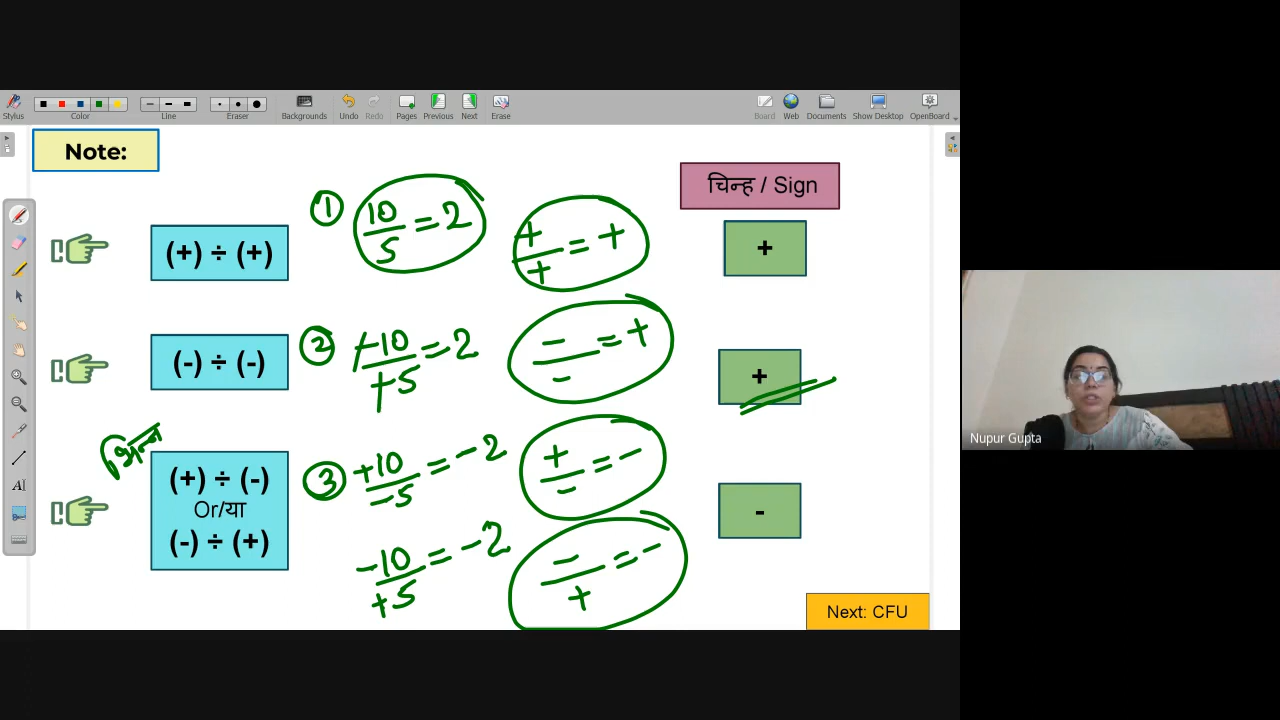 Stylus
Color
Line
Eraser
Backgrounds
Undo
Redo
Pages
Previous
Next
Erase
Board
Web
Documents
Show Desktop
OpenBoard
Note:
चिन्ह / Sign
(+) ÷ (+)
① 10/5 = 2
+/+ = +
+
(-) ÷ (-)
② -10/-5 = 2
-/- = +
+
भिन्न
(+) ÷ (-)
Or/या
(-) ÷ (+)
③ +10/-5 = -2
+/- = -
-10/+5 = -2
-/+ = -
-
Next: CFU
Nupur Gupta